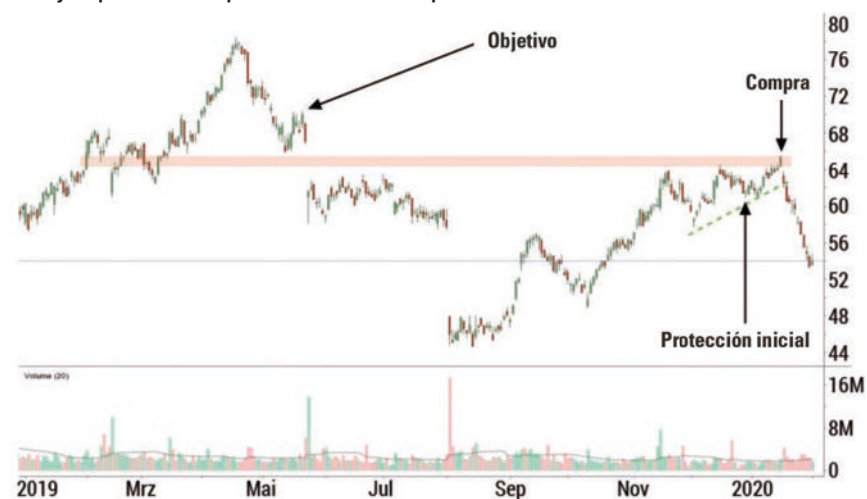 80
Objetivo
76
Compra
72
68
64
60
56
52
48
Protección inicial
44
Volume (20)
16M
8M
0
2019 Mrz Mai Jul Sep Nov 2020